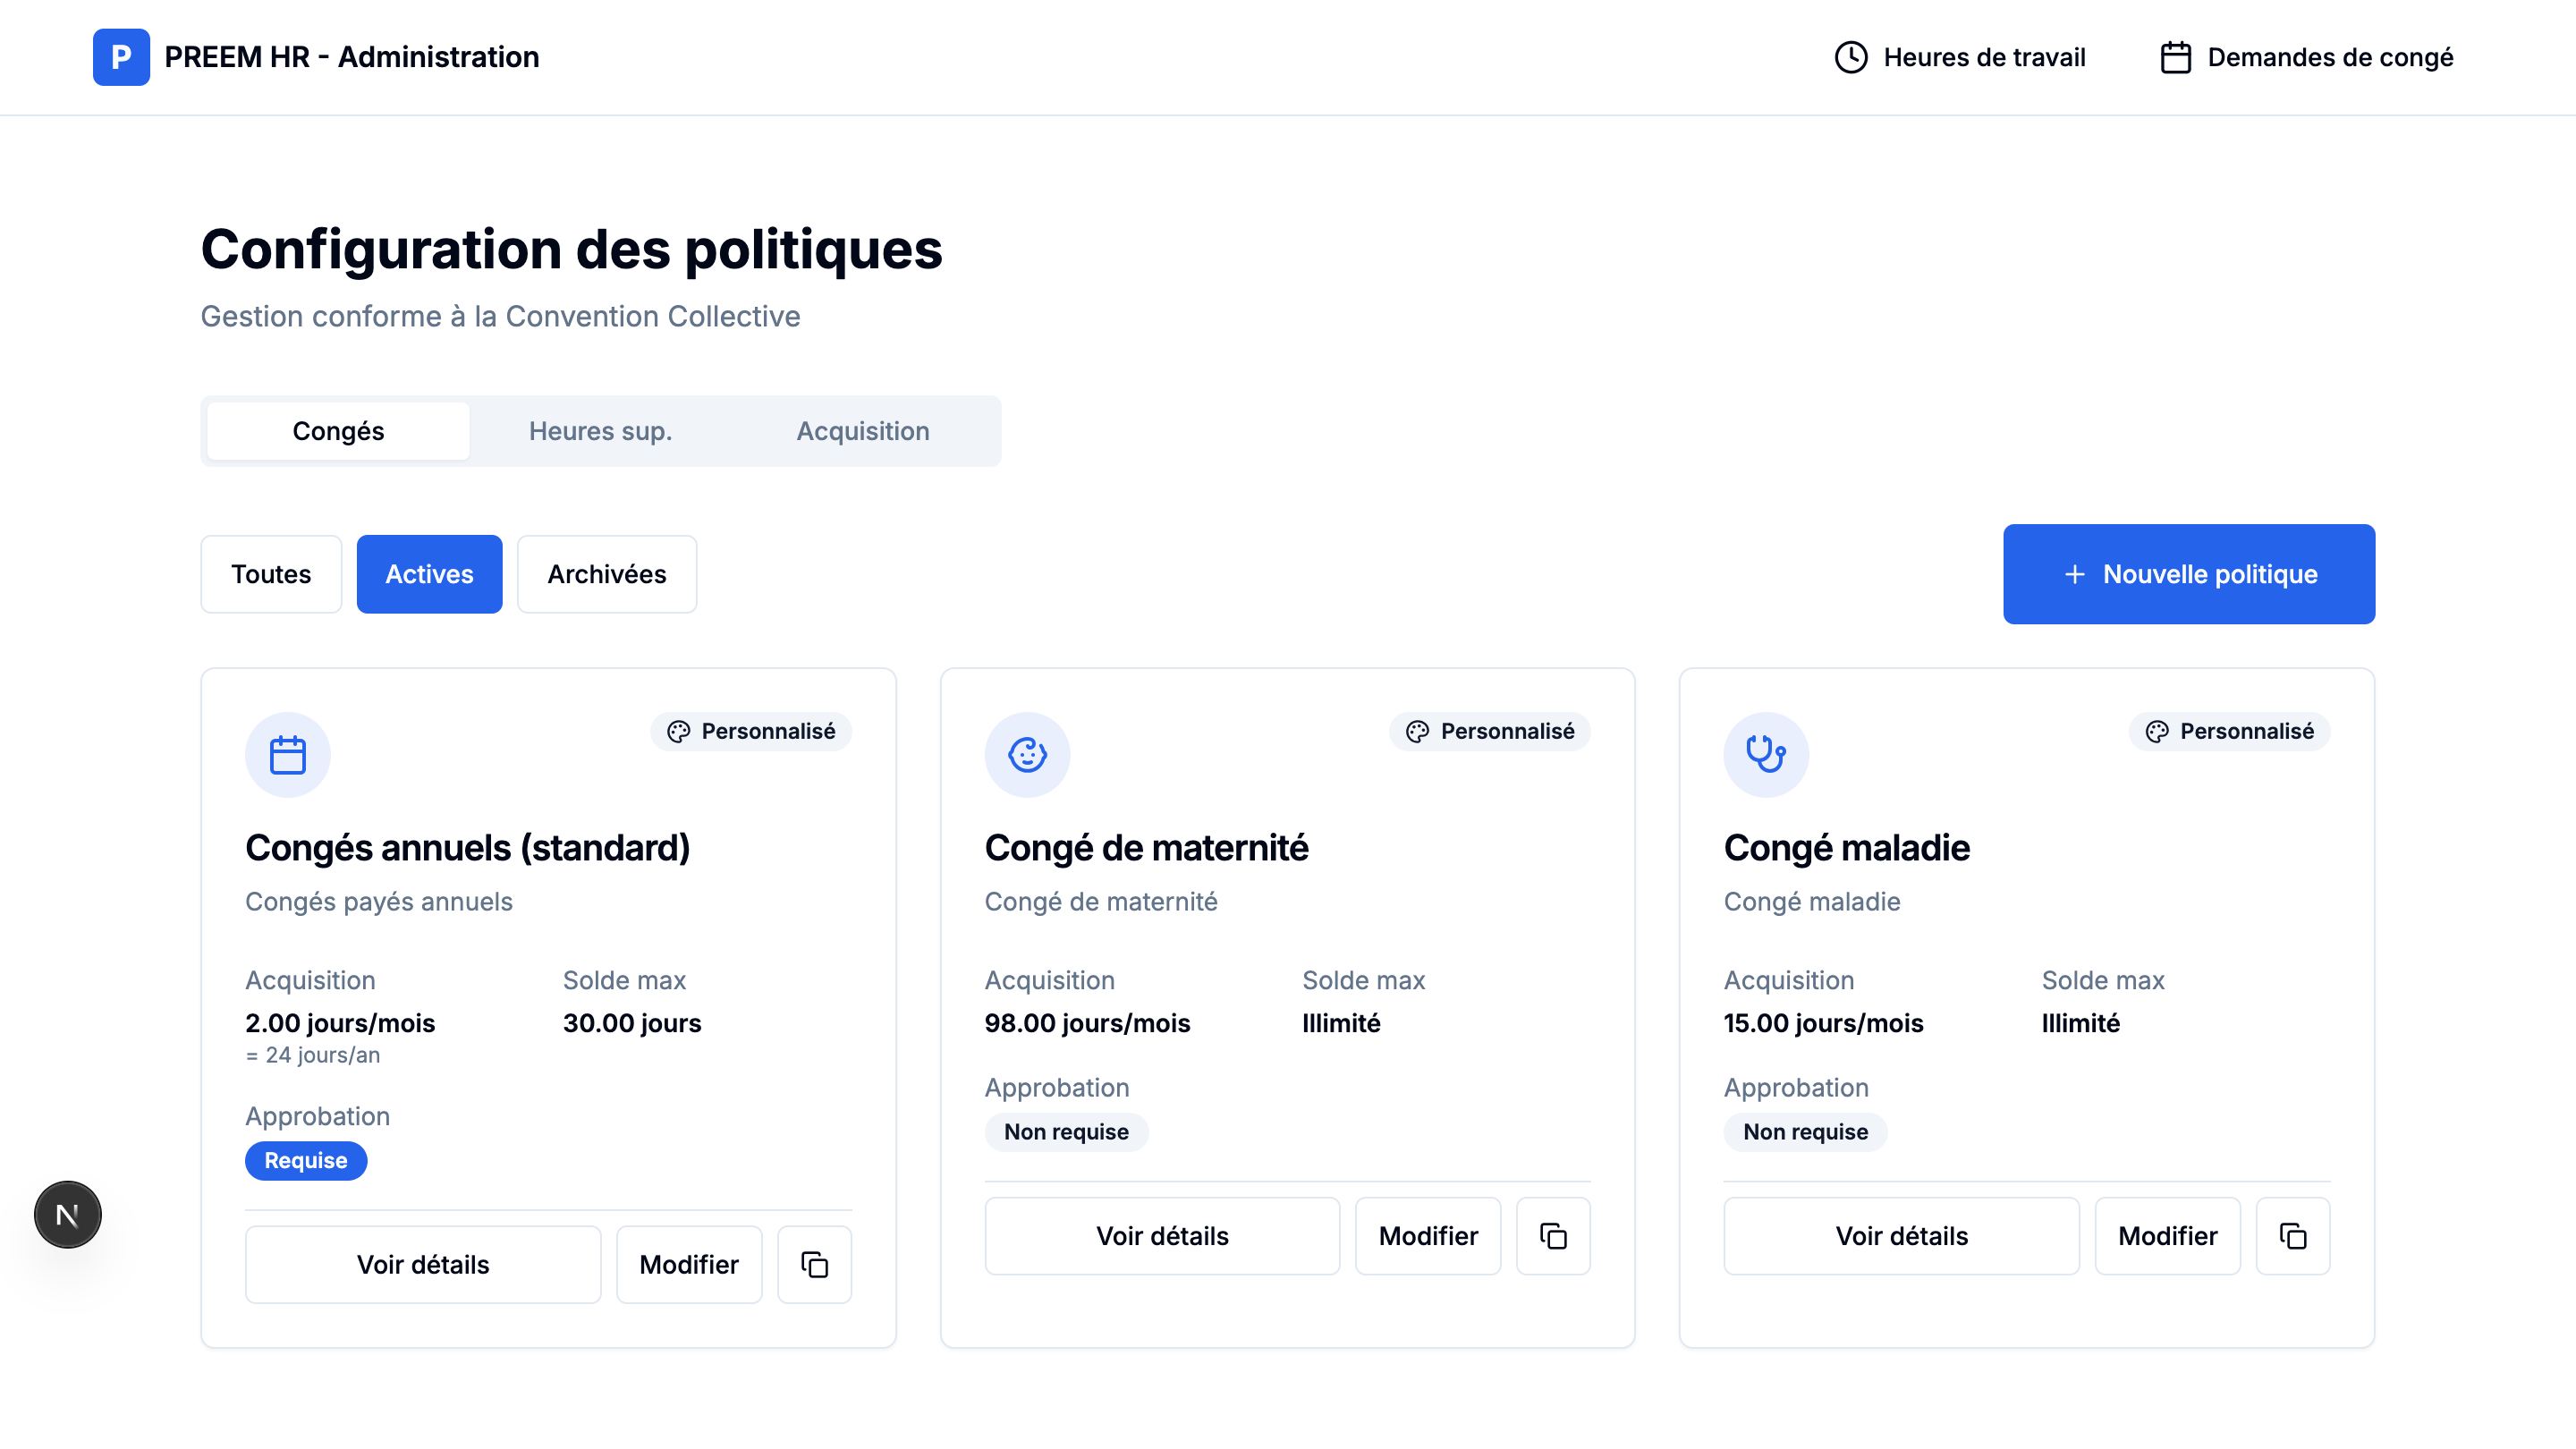 P PREEM HR - Administration
Heures de travail
Demandes de congé
Configuration des politiques
Gestion conforme à la Convention Collective
Congés
Heures sup.
Acquisition
Toutes
Actives
Archivées
+ Nouvelle politique
Personnalisé
Congés annuels (standard)
Congés payés annuels
Acquisition
2.00 jours/mois
= 24 jours/an
Solde max
30.00 jours
Approbation
Requise
Voir détails
Modifier
Personnalisé
Congé de maternité
Congé de maternité
Acquisition
98.00 jours/mois
Solde max
Illimité
Approbation
Non requise
Voir détails
Modifier
Personnalisé
Congé maladie
Congé maladie
Acquisition
15.00 jours/mois
Solde max
Illimité
Approbation
Non requise
Voir détails
Modifier
N